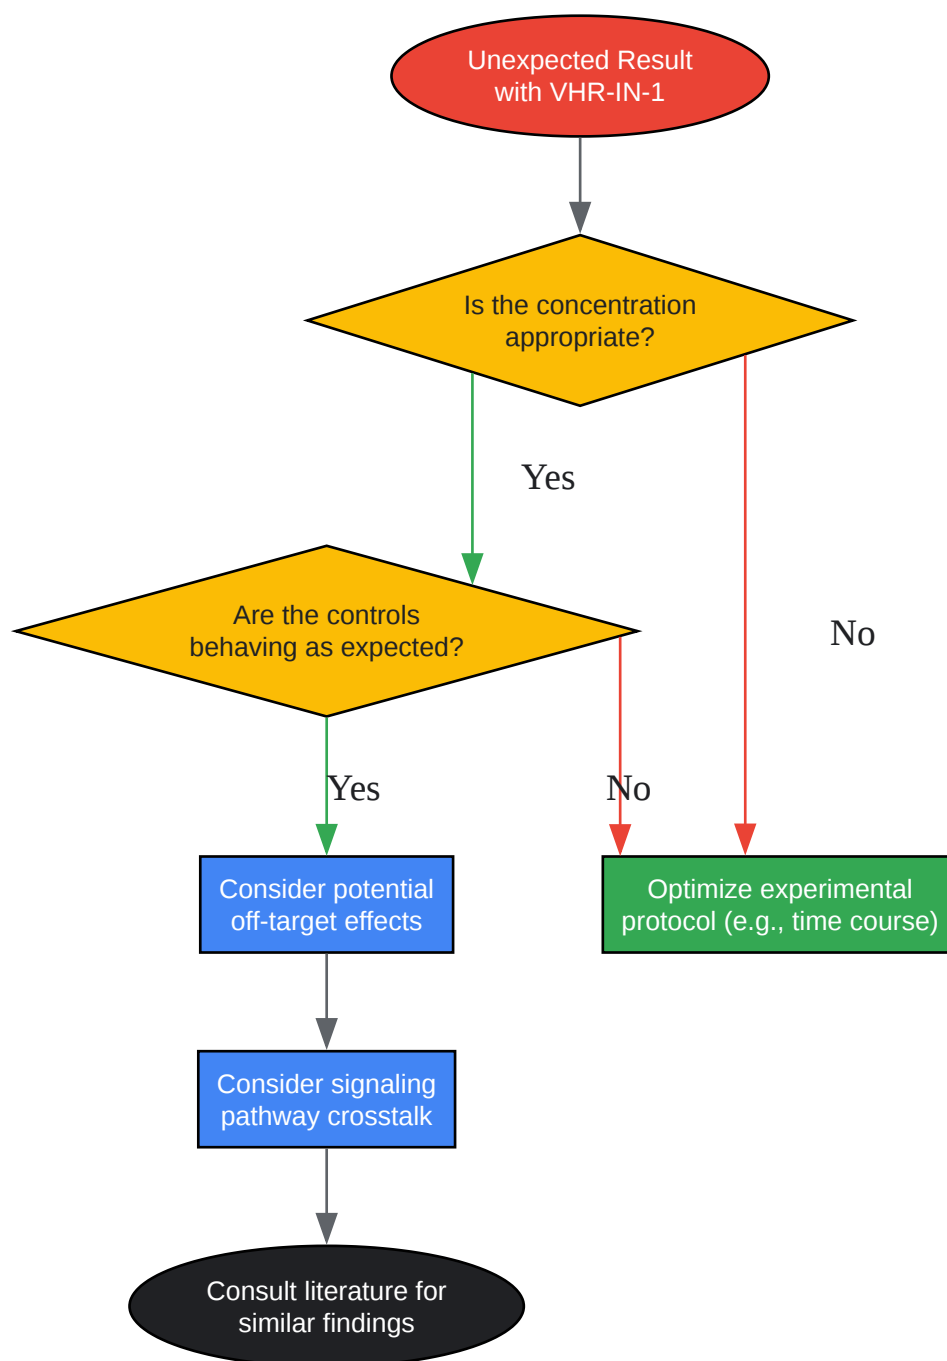 Unexpected Result
with VHR-IN-1
Is the concentration
appropriate?
Yes
Are the controls
behaving as expected?
No
Yes
No
Consider potential
off-target effects
Optimize experimental
protocol (e.g., time course)
Consider signaling
pathway crosstalk
Consult literature for
similar findings